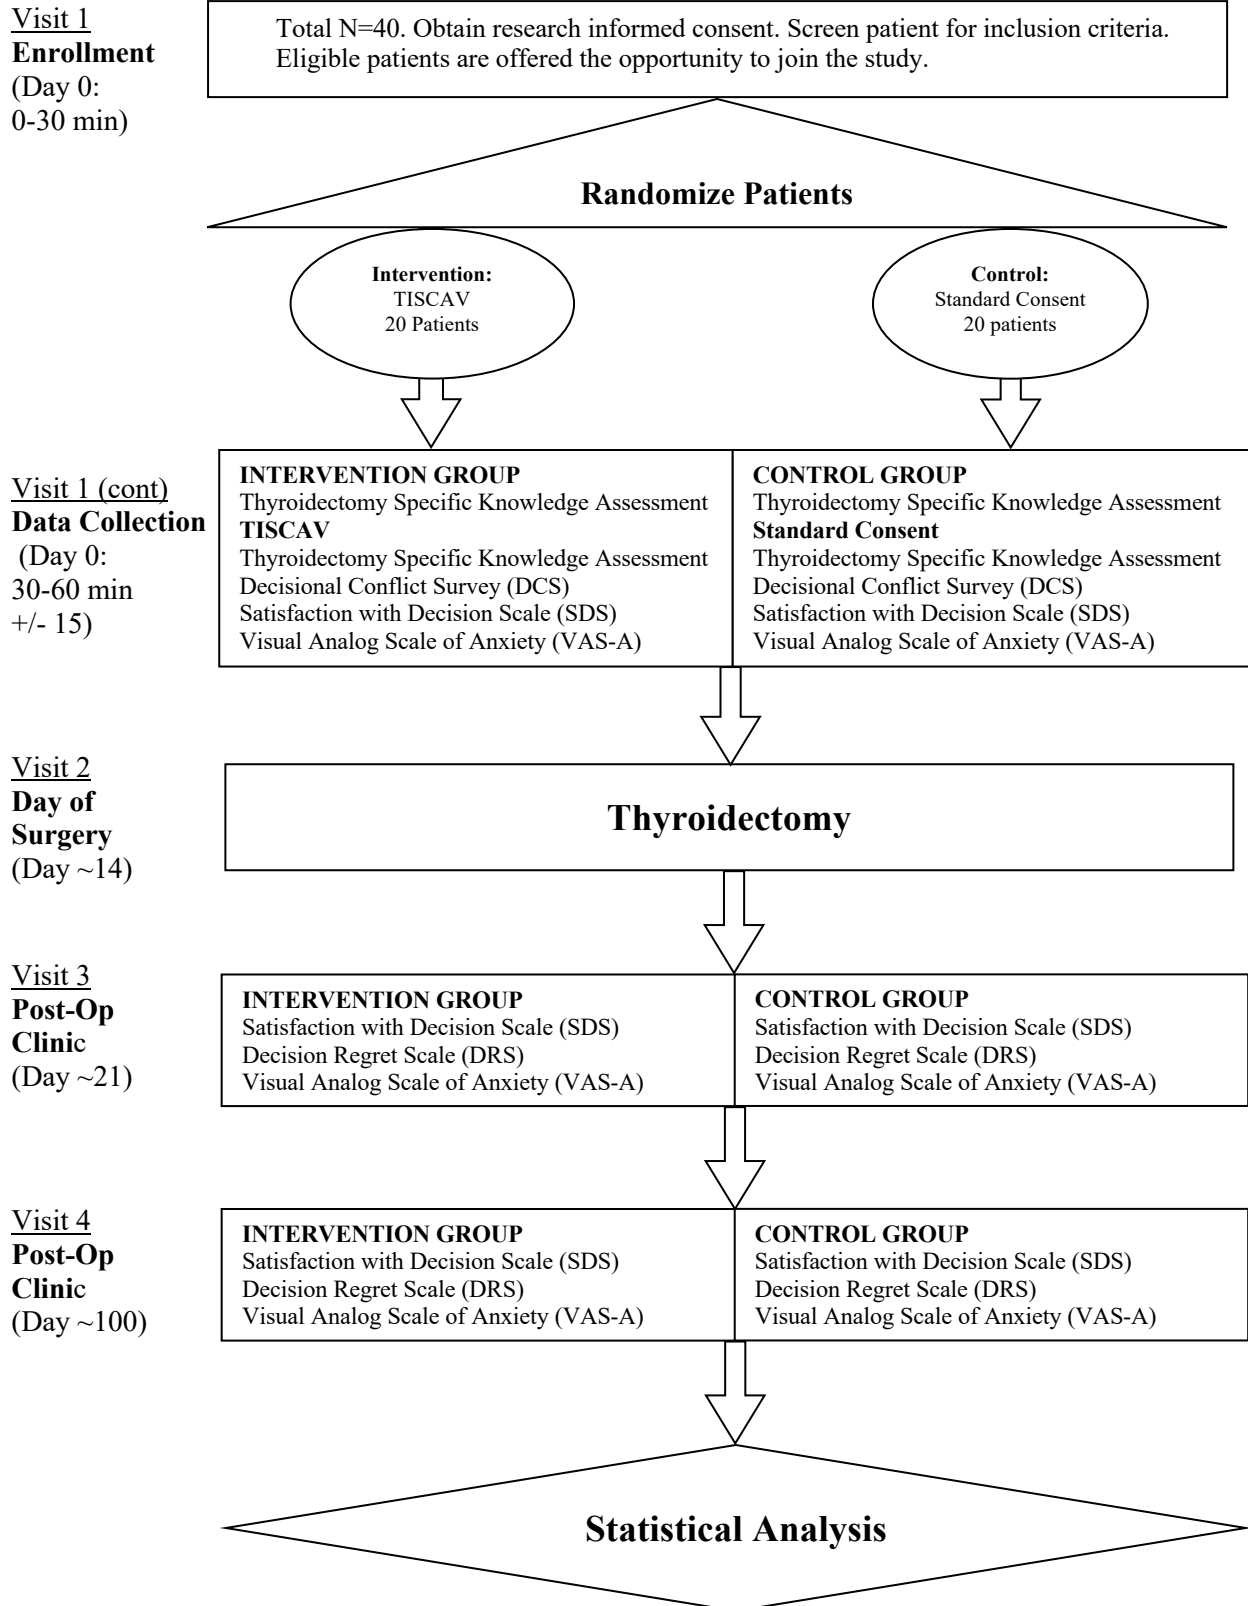 Visit 1
Enrollment
(Day 0:
0-30 min)
Total N=40. Obtain research informed consent. Screen patient for inclusion criteria.
Eligible patients are offered the opportunity to join the study.
Randomize Patients
Intervention:
TISCAV
20 Patients
Control:
Standard Consent
20 patients
Visit 1 (cont)
Data Collection
(Day 0:
30-60 min
+/- 15)
INTERVENTION GROUP
Thyroidectomy Specific Knowledge Assessment
TISCAV
Thyroidectomy Specific Knowledge Assessment
Decisional Conflict Survey (DCS)
Satisfaction with Decision Scale (SDS)
Visual Analog Scale of Anxiety (VAS-A)
CONTROL GROUP
Thyroidectomy Specific Knowledge Assessment
Standard Consent
Thyroidectomy Specific Knowledge Assessment
Decisional Conflict Survey (DCS)
Satisfaction with Decision Scale (SDS)
Visual Analog Scale of Anxiety (VAS-A)
Visit 2
Day of
Surgery
(Day ~14)
Thyroidectomy
Visit 3
Post-Op
Clinic
(Day ~21)
INTERVENTION GROUP
Satisfaction with Decision Scale (SDS)
Decision Regret Scale (DRS)
Visual Analog Scale of Anxiety (VAS-A)
CONTROL GROUP
Satisfaction with Decision Scale (SDS)
Decision Regret Scale (DRS)
Visual Analog Scale of Anxiety (VAS-A)
Visit 4
Post-Op
Clinic
(Day ~100)
INTERVENTION GROUP
Satisfaction with Decision Scale (SDS)
Decision Regret Scale (DRS)
Visual Analog Scale of Anxiety (VAS-A)
CONTROL GROUP
Satisfaction with Decision Scale (SDS)
Decision Regret Scale (DRS)
Visual Analog Scale of Anxiety (VAS-A)
Statistical Analysis